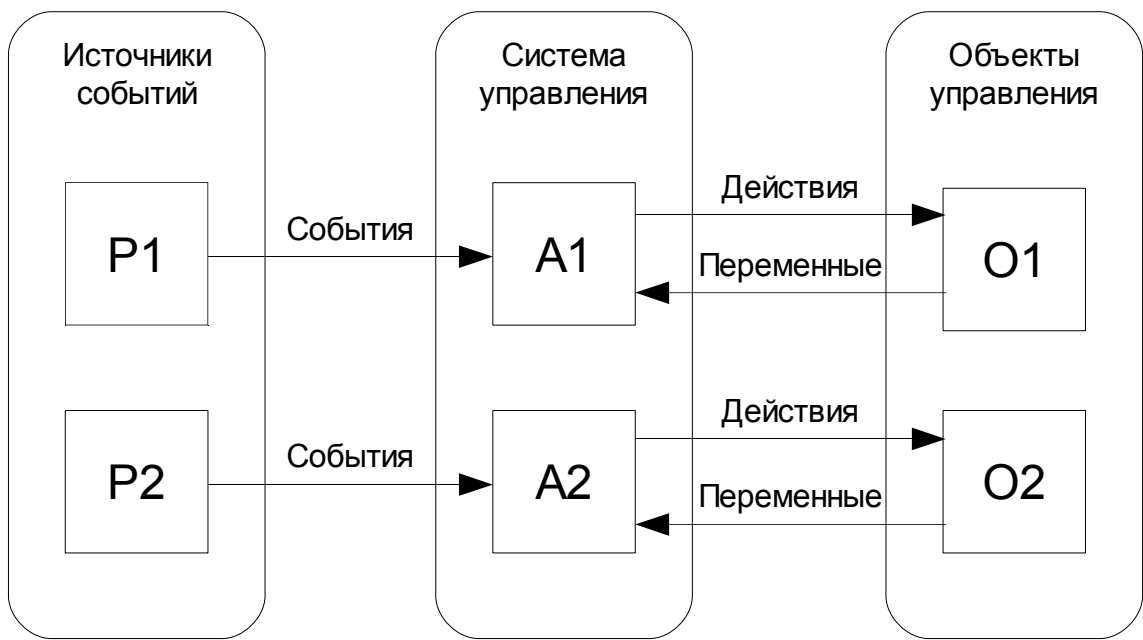 Источники
событий
Система
управления
Объекты
управления
Действия
События
P1
A1
O1
Переменные
Действия
События
P2
A2
O2
Переменные